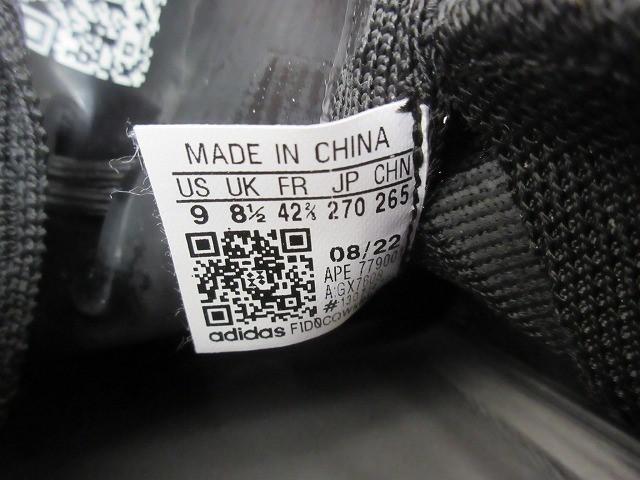 MADE IN CHINA
US UK FR JP CHN
9 8½ 42⅔ 270 265
08/22
APE 77900
adidas